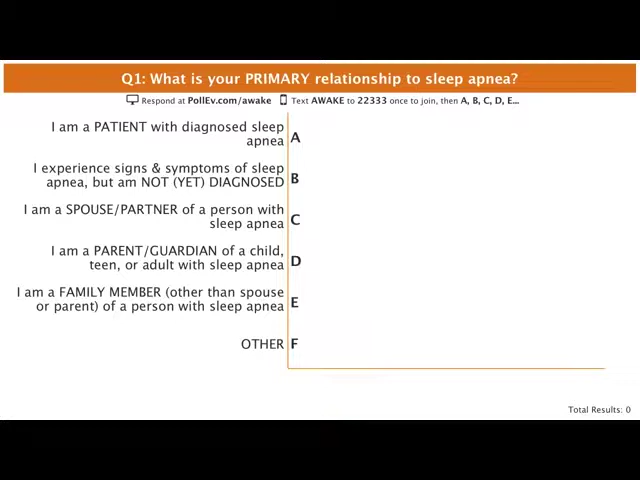 Q1: What is your PRIMARY relationship to sleep apnea?
Respond at PollEv.com/awake Text AWAKE to 22333 once to join, then A, B, C, D, E...
I am a PATIENT with diagnosed sleep
apnea A
I experience signs & symptoms of sleep
apnea, but am NOT (YET) DIAGNOSED B
I am a SPOUSE/PARTNER of a person with
sleep apnea C
I am a PARENT/GUARDIAN of a child,
teen, or adult with sleep apnea D
I am a FAMILY MEMBER (other than spouse
or parent) of a person with sleep apnea E
OTHER F
Total Results: 0